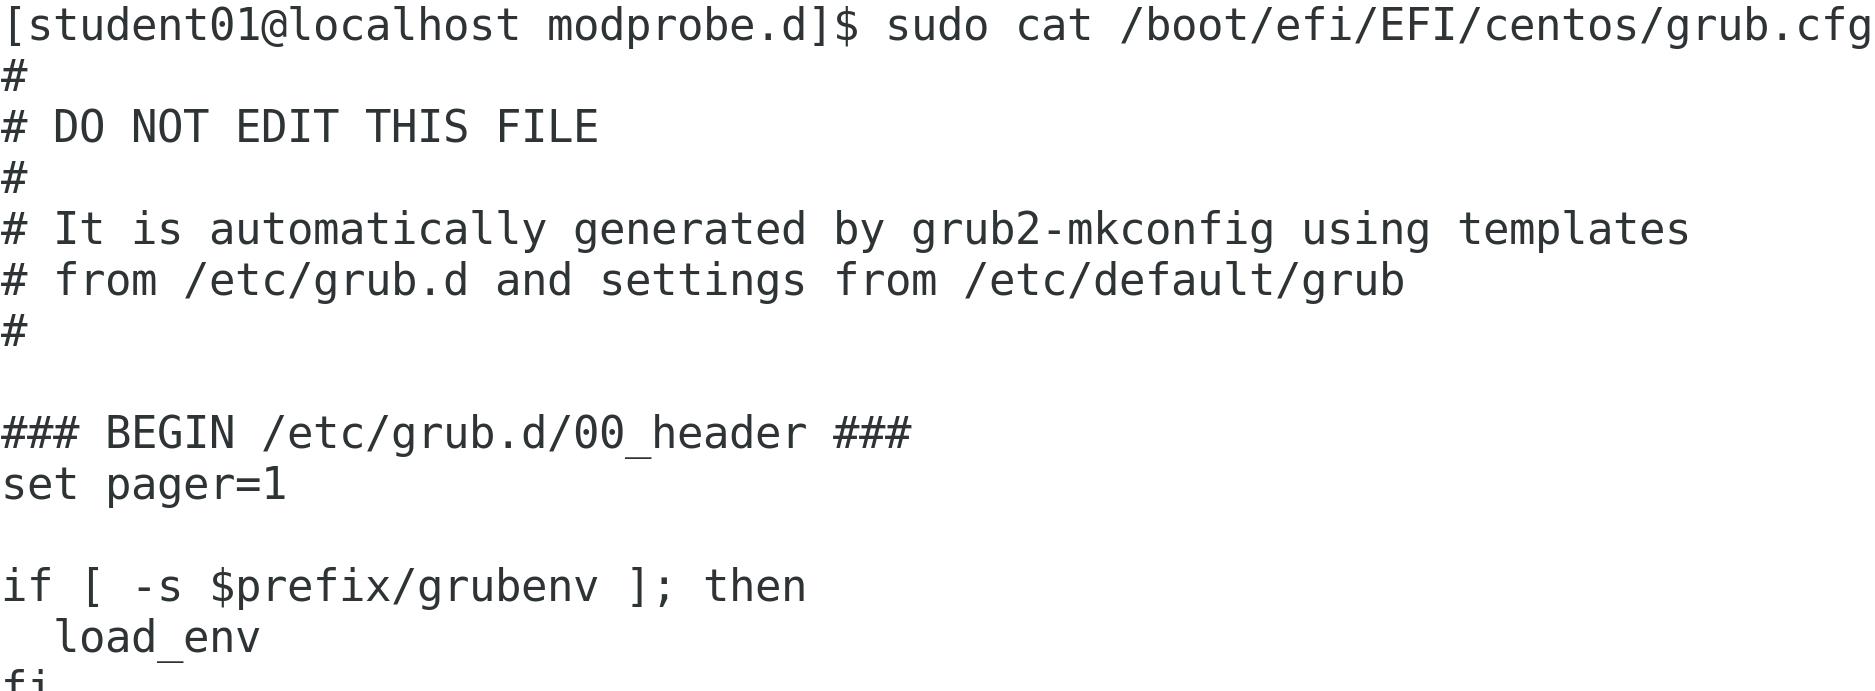 [student01@localhost modprobe.d]$ sudo cat /boot/efi/EFI/centos/grub.cfg
#
# DO NOT EDIT THIS FILE
#
# It is automatically generated by grub2-mkconfig using templates
# from /etc/grub.d and settings from /etc/default/grub
#

### BEGIN /etc/grub.d/00_header ###
set pager=1

if [ -s $prefix/grubenv ]; then
  load_env
fi